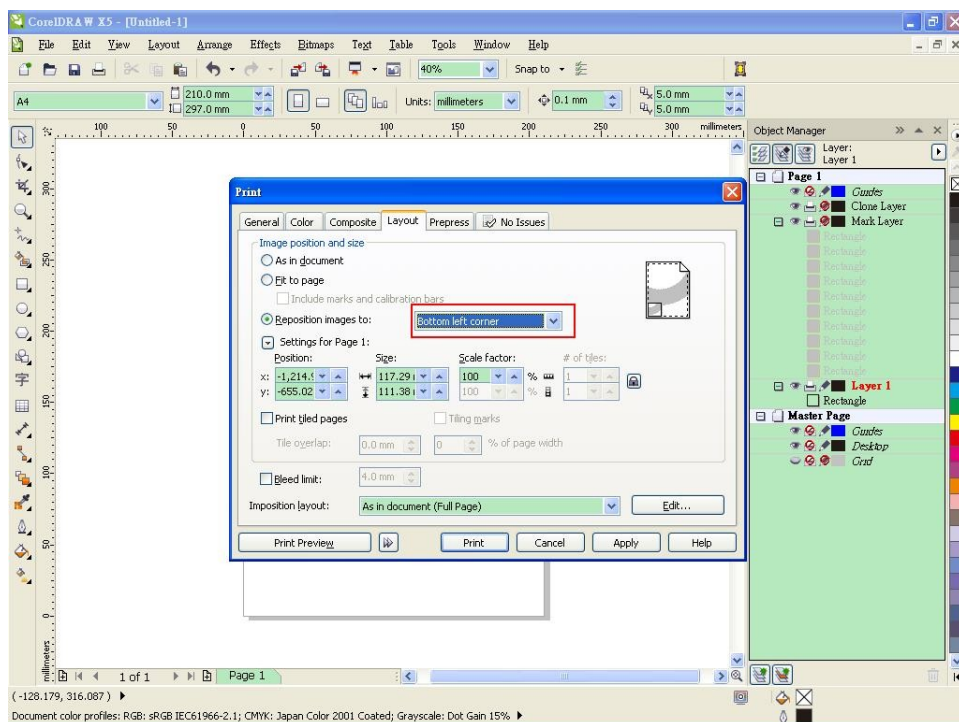 CorelDRAW X5 - [Untitled-1]
File Edit View Layout Arrange Effects Bitmaps Text Table Tools Window Help
40% Snap to
A4 210.0 mm 297.0 mm Units: millimeters 0.1 mm 5.0 mm 5.0 mm
100 50 0 50 100 150 200 250 300 millimeters
300
250
200
150
100
50
0
millimeters
字
Object Manager
Layer:
Layer 1
Page 1
Guides
Clone Layer
Mark Layer
Rectangle
Rectangle
Rectangle
Rectangle
Rectangle
Rectangle
Rectangle
Rectangle
Rectangle
Rectangle
Layer 1
Rectangle
Master Page
Guides
Desktop
Grid
Print
General Color Composite Layout Prepress No Issues
Image position and size
As in document
Fit to page
Include marks and calibration bars
Reposition images to: Bottom left corner
Settings for Page 1:
Position: Size: Scale factor: # of tiles:
x: -1,214.9 117.29 100 % 1
y: -655.02 111.38 100 % 1
Print tiled pages Tiling marks
Tile overlap: 0.0 mm 0 % of page width
Bleed limit: 4.0 mm
Imposition layout: As in document (Full Page) Edit...
Print Preview Print Cancel Apply Help
1 of 1 Page 1
( -128.179, 316.087 )
Document color profiles: RGB: sRGB IEC61966-2.1; CMYK: Japan Color 2001 Coated; Grayscale: Dot Gain 15%